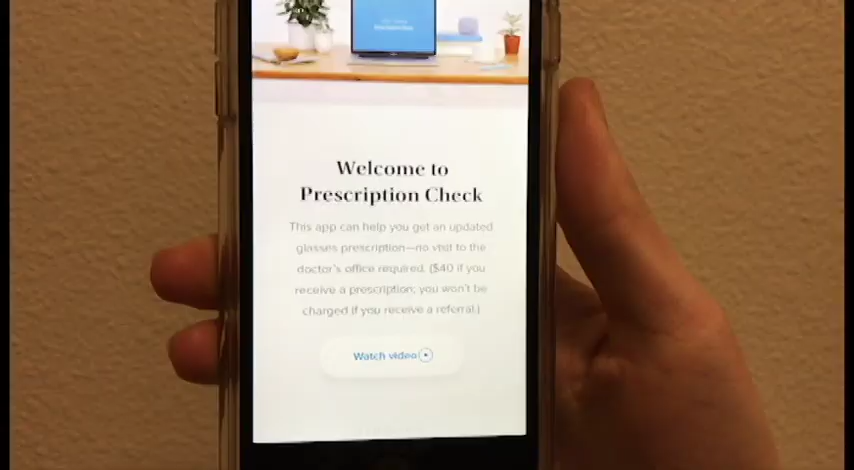 Welcome to
Prescription Check
This app can help you get an updated
glasses prescription—no visit to the
doctor's office required. ($40 if you
receive a prescription; you won't be
charged if you receive a referral.)
Watch video